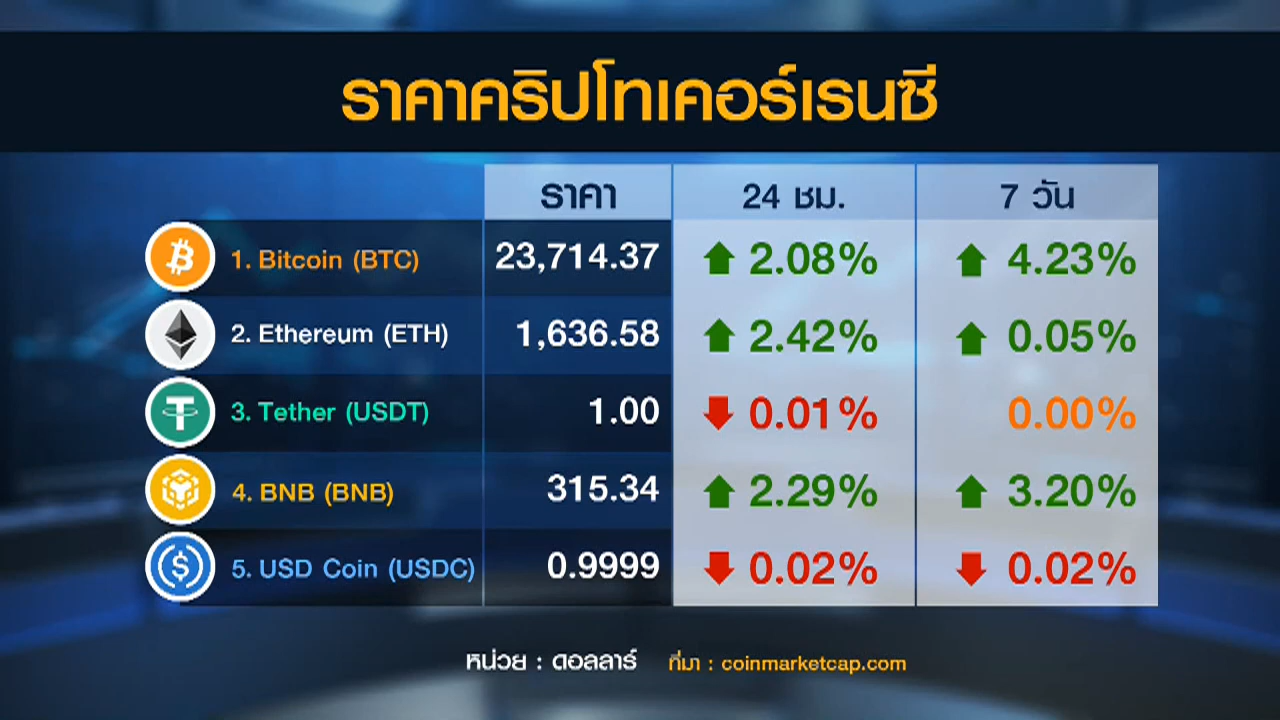 ราคาคริปโทเคอร์เรนซี
ราคา 24 ชม. 7 วัน
1. Bitcoin (BTC) 23,714.37 2.08% 4.23%
2. Ethereum (ETH) 1,636.58 2.42% 0.05%
3. Tether (USDT) 1.00 0.01% 0.00%
4. BNB (BNB) 315.34 2.29% 3.20%
5. USD Coin (USDC) 0.9999 0.02% 0.02%
หน่วย : ดอลลาร์ ที่มา : coinmarketcap.com